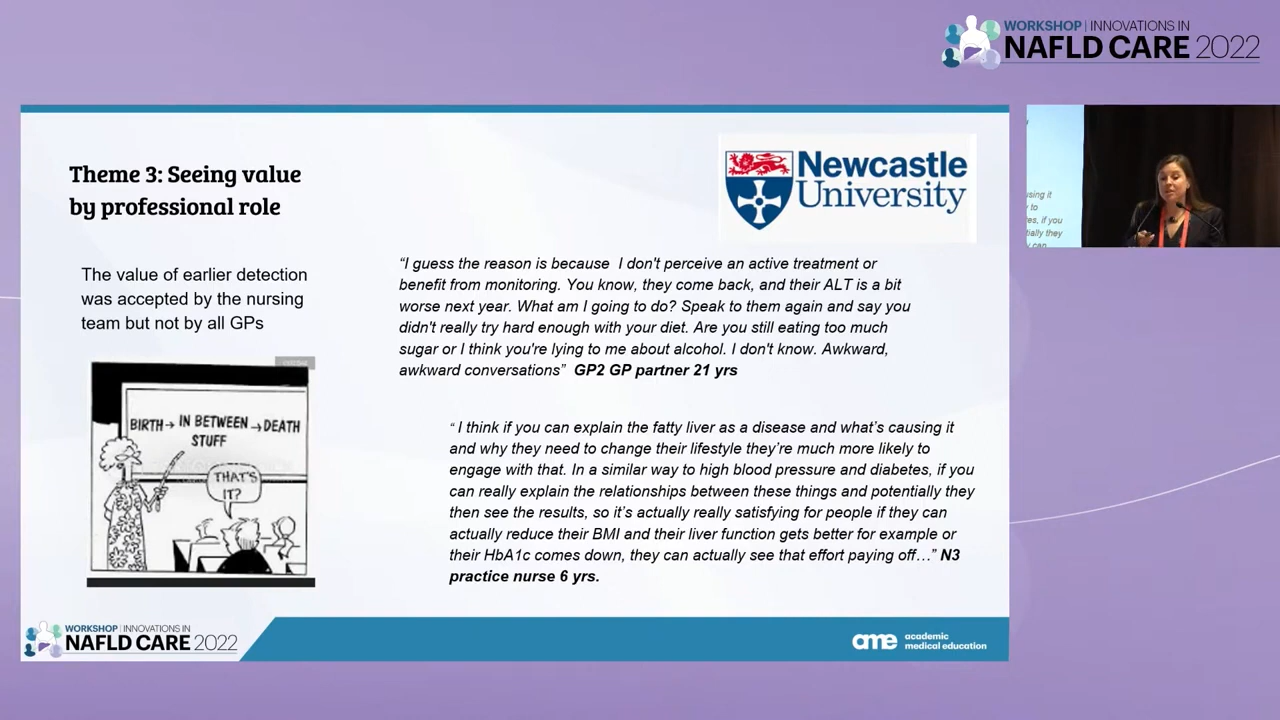 WORKSHOP | INNOVATIONS IN
NAFLD CARE 2022
Theme 3: Seeing value
by professional role
Newcastle
University
The value of earlier detection
was accepted by the nursing
team but not by all GPs
“I guess the reason is because I don't perceive an active treatment or
benefit from monitoring. You know, they come back, and their ALT is a bit
worse next year. What am I going to do? Speak to them again and say you
didn't really try hard enough with your diet. Are you still eating too much
sugar or I think you're lying to me about alcohol. I don't know. Awkward,
awkward conversations” GP2 GP partner 21 yrs
BIRTH→ IN BETWEEN →DEATH
STUFF
THAT'S
IT?
“ I think if you can explain the fatty liver as a disease and what’s causing it
and why they need to change their lifestyle they’re much more likely to
engage with that. In a similar way to high blood pressure and diabetes, if you
can really explain the relationships between these things and potentially they
then see the results, so it’s actually really satisfying for people if they can
actually reduce their BMI and their liver function gets better for example or
their HbA1c comes down, they can actually see that effort paying off…” N3
practice nurse 6 yrs.
WORKSHOP | INNOVATIONS IN
NAFLD CARE 2022
ame academic
medical education
using it
to
es, if you
tially they
can